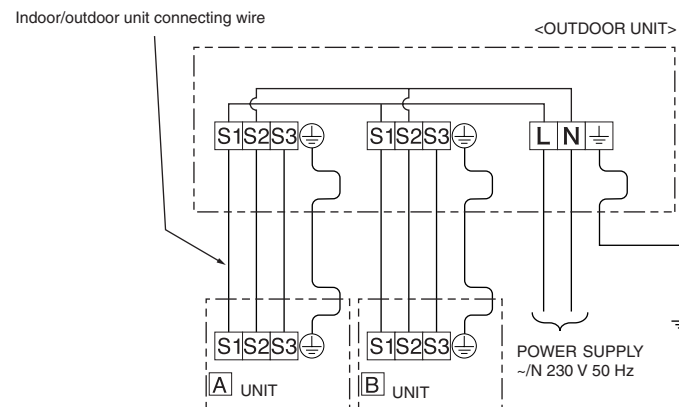 Indoor/outdoor unit connecting wire
<OUTDOOR UNIT>
S1 S2 S3 S1 S2 S3 L N
S1 S2 S3 S1 S2 S3
POWER SUPPLY
~/N 230 V 50 Hz
A UNIT B UNIT